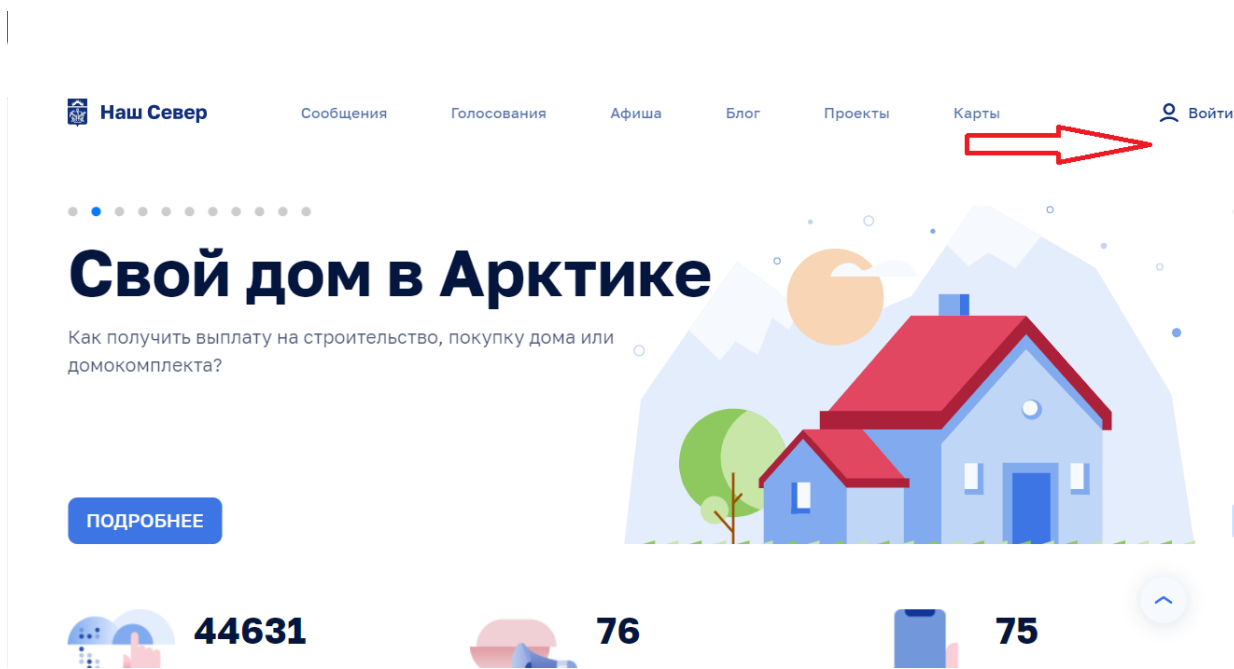 Наш Север Сообщения Голосования Афиша Блог Проекты Карты Войти
Свой дом в Арктике
Как получить выплату на строительство, покупку дома или
домокомплекта?
ПОДРОБНЕЕ
44631 76 75